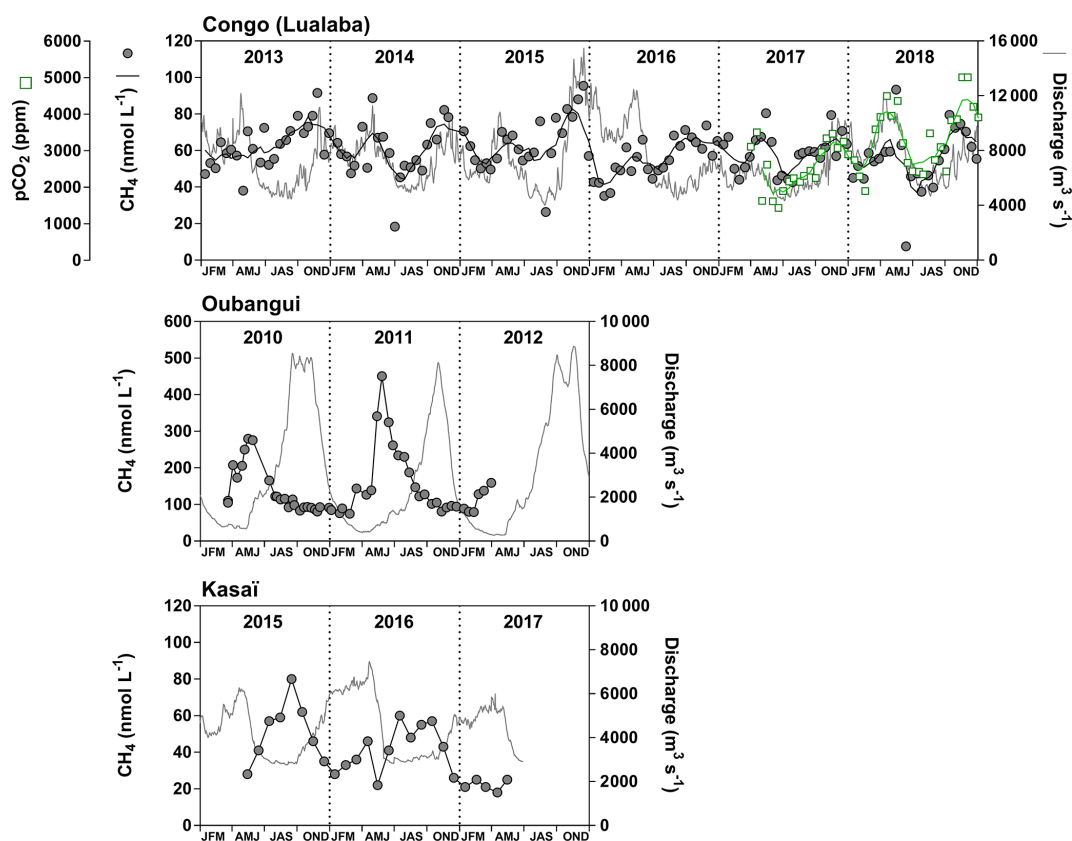 Congo (Lualaba)
6000 120 16 000
2013 2014 2015 2016 2017 2018
5000 100
12 000
4000 80
3000 60 8000
2000 40
4000
1000 20
0 0 0
pCO2 (ppm)
CH4 (nmol L-1)
Discharge (m3 s-1)
JFM AMJ JAS OND JFM AMJ JAS OND JFM AMJ JAS OND JFM AMJ JAS OND JFM AMJ JAS OND JFM AMJ JAS OND
Oubangui
600 10 000
2010 2011 2012
500
8000
400
6000
300
4000
200
2000
100
0 0
CH4 (nmol L-1)
Discharge (m3 s-1)
JFM AMJ JAS OND JFM AMJ JAS OND JFM AMJ JAS OND
Kasaï
120 10 000
2015 2016 2017
100
8000
80
6000
60
4000
40
2000
20
0 0
CH4 (nmol L-1)
Discharge (m3 s-1)
JFM AMJ JAS OND JFM AMJ JAS OND JFM AMJ JAS OND